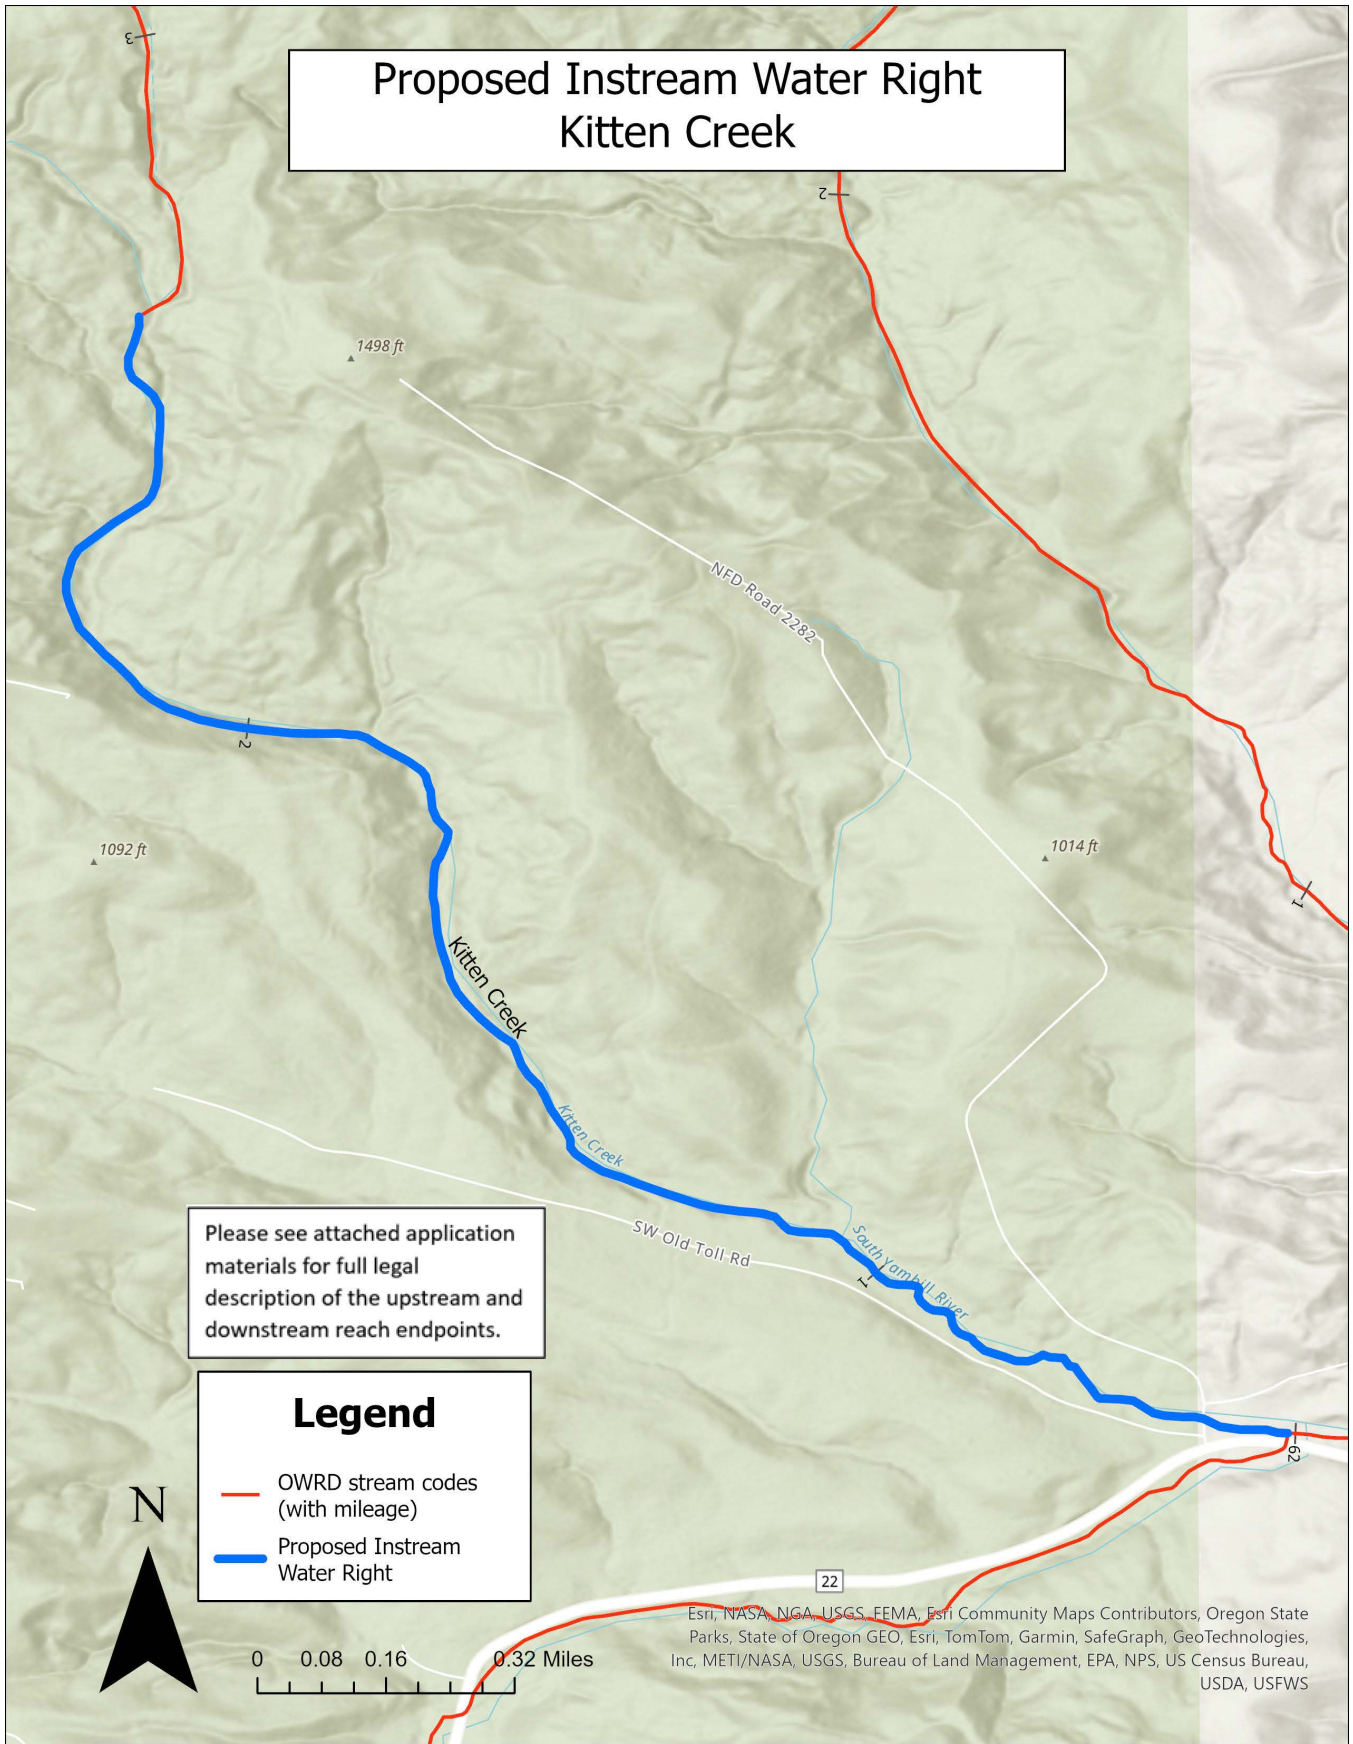 3
Proposed Instream Water Right
Kitten Creek
2
1498 ft
NFD Road 2282
2
1092 ft
1014 ft
1
Kitten Creek
Kitten Creek
SW Old Toll Rd
South Yamhill River
1
Please see attached application
materials for full legal
description of the upstream and
downstream reach endpoints.
62
Legend
OWRD stream codes
(with mileage)
Proposed Instream
Water Right
N
22
0 0.08 0.16 0.32 Miles
Esri, NASA, NGA, USGS, FEMA, Esri Community Maps Contributors, Oregon State
Parks, State of Oregon GEO, Esri, TomTom, Garmin, SafeGraph, GeoTechnologies,
Inc, METI/NASA, USGS, Bureau of Land Management, EPA, NPS, US Census Bureau,
USDA, USFWS